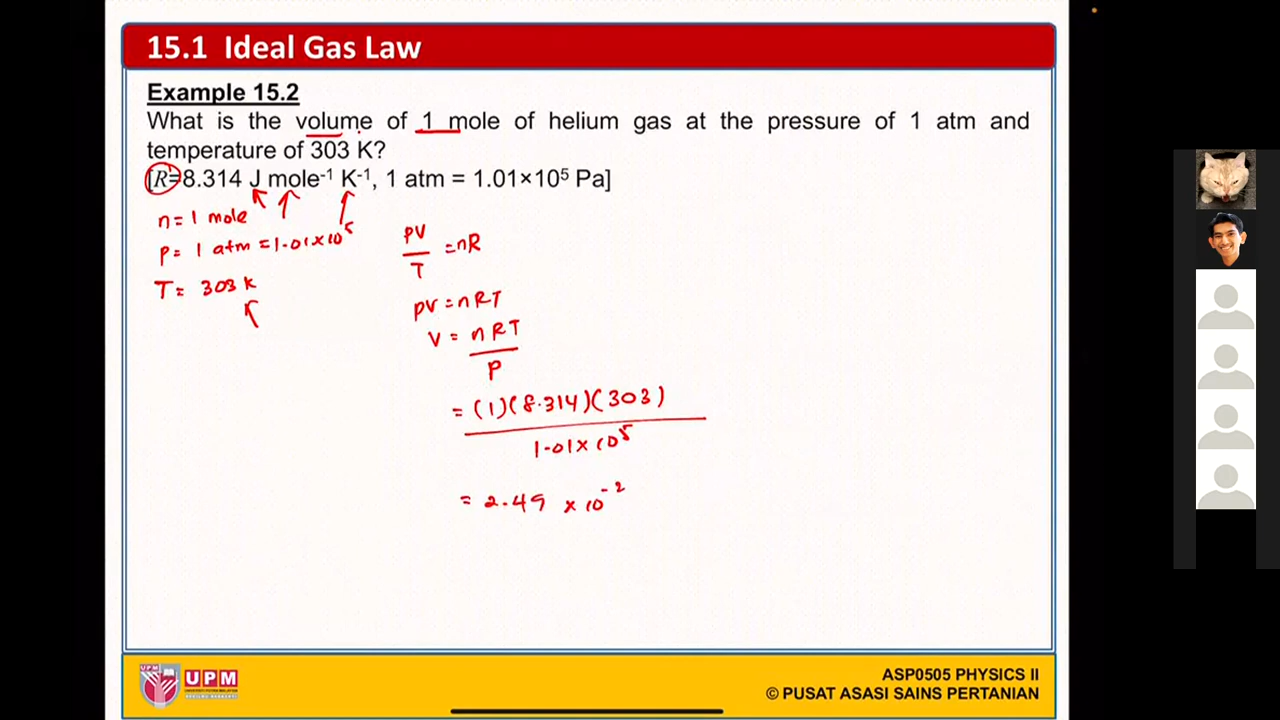 15.1 Ideal Gas Law
Example 15.2
What is the volume of 1 mole of helium gas at the pressure of 1 atm and
temperature of 303 K?
[R=8.314 J mole⁻¹ K⁻¹, 1 atm = 1.01×10⁵ Pa]
n = 1 mole
P = 1 atm = 1.01 x 10⁵
T = 303 K
PV
T
= nR
PV = nRT
V = nRT
P
= (1)(8.314)(303)
1.01 x 10⁵
= 2.49 x 10⁻²
UPM
UPM
ASP0505 PHYSICS II
© PUSAT ASASI SAINS PERTANIAN